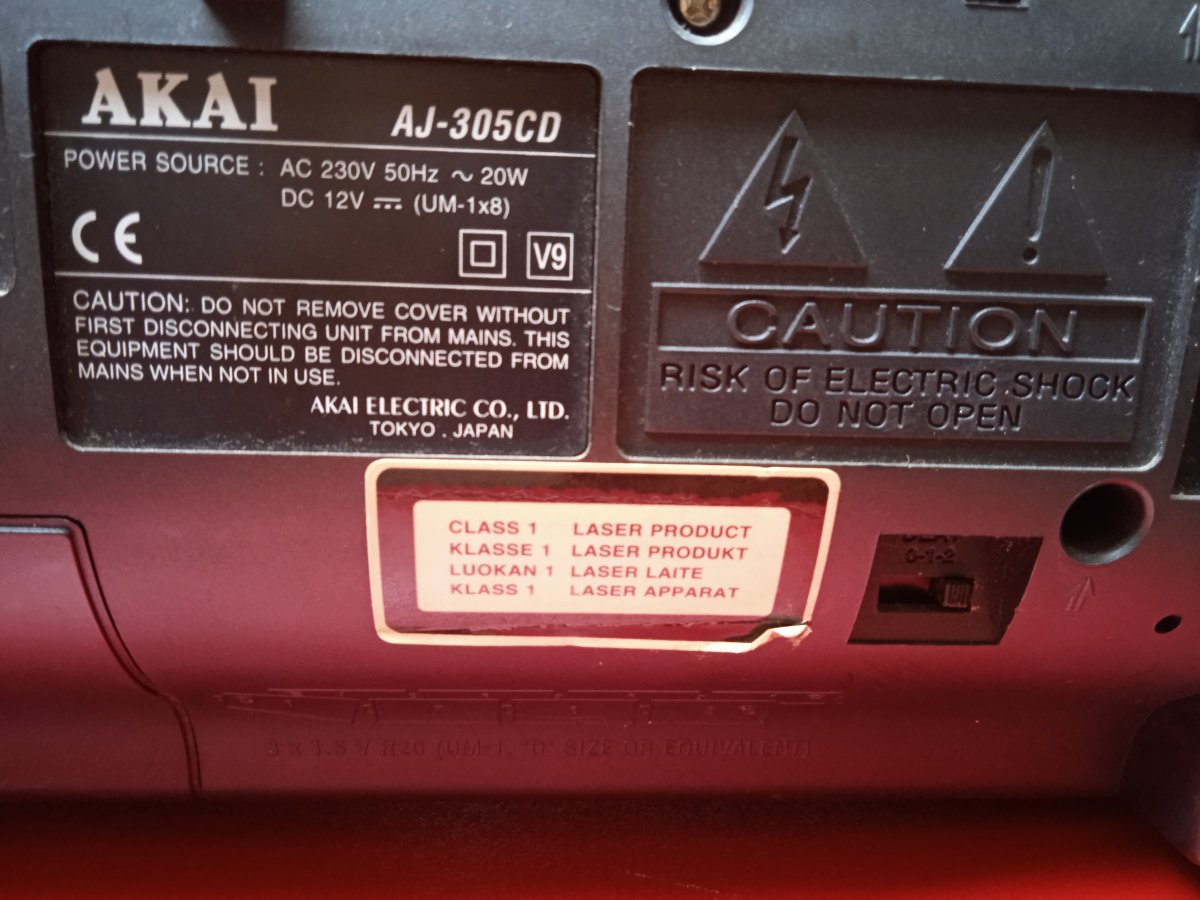 AKAI
AJ-305CD
POWER SOURCE : AC 230V 50Hz ~ 20W
DC 12V ⎓ (UM-1x8)
CE
V9
CAUTION: DO NOT REMOVE COVER WITHOUT
FIRST DISCONNECTING UNIT FROM MAINS. THIS
EQUIPMENT SHOULD BE DISCONNECTED FROM
MAINS WHEN NOT IN USE.
AKAI ELECTRIC CO., LTD.
TOKYO . JAPAN
CAUTION
RISK OF ELECTRIC SHOCK
DO NOT OPEN
CLASS 1 LASER PRODUCT
KLASSE 1 LASER PRODUKT
LUOKAN 1 LASER LAITE
KLASS 1 LASER APPARAT
0-1-2
8 x 1.5 V R20 (UM-1, "D" SIZE OR EQUIVALENT)